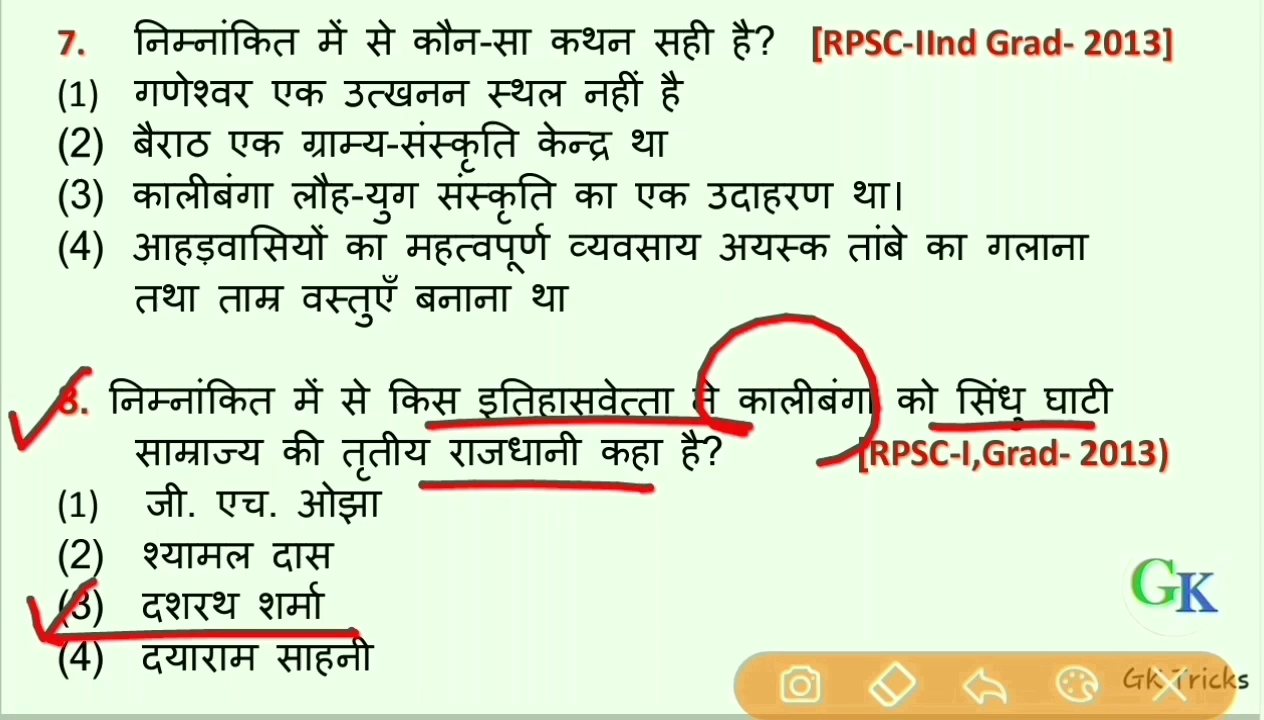 7. निम्नांकित में से कौन-सा कथन सही है? [RPSC-IInd Grad- 2013]
(1) गणेश्वर एक उत्खनन स्थल नहीं है
(2) बैराठ एक ग्राम्य-संस्कृति केन्द्र था
(3) कालीबंगा लौह-युग संस्कृति का एक उदाहरण था।
(4) आहड़वासियों का महत्वपूर्ण व्यवसाय अयस्क तांबे का गलाना
तथा ताम्र वस्तुएँ बनाना था
8. निम्नांकित में से किस इतिहासवेत्ता ने कालीबंगा को सिंधु घाटी
साम्राज्य की तृतीय राजधानी कहा है? [RPSC-I,Grad- 2013)
(1) जी. एच. ओझा
(2) श्यामल दास
(3) दशरथ शर्मा
(4) दयाराम साहनी
GK
GK Tricks